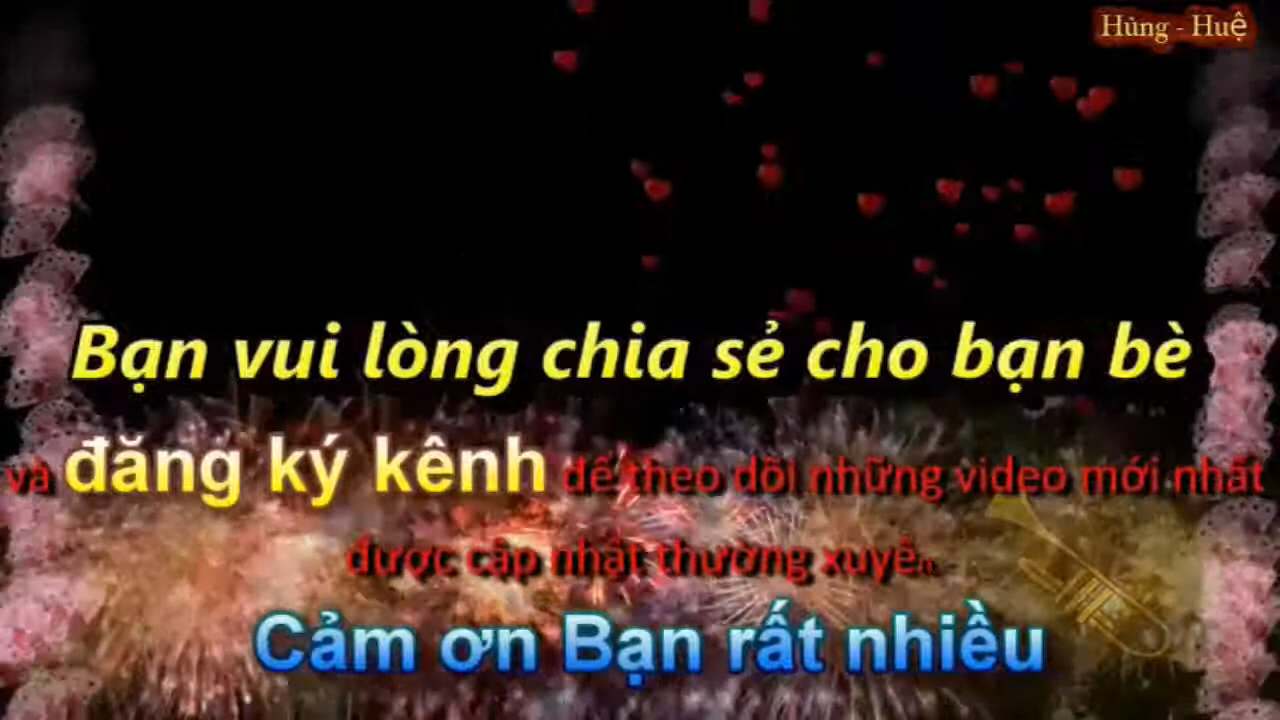 Hùng - Huệ
Bạn vui lòng chia sẻ cho bạn bè
và đăng ký kênh để theo dõi những video mới nhất
được cập nhật thường xuyên
Cảm ơn Bạn rất nhiều